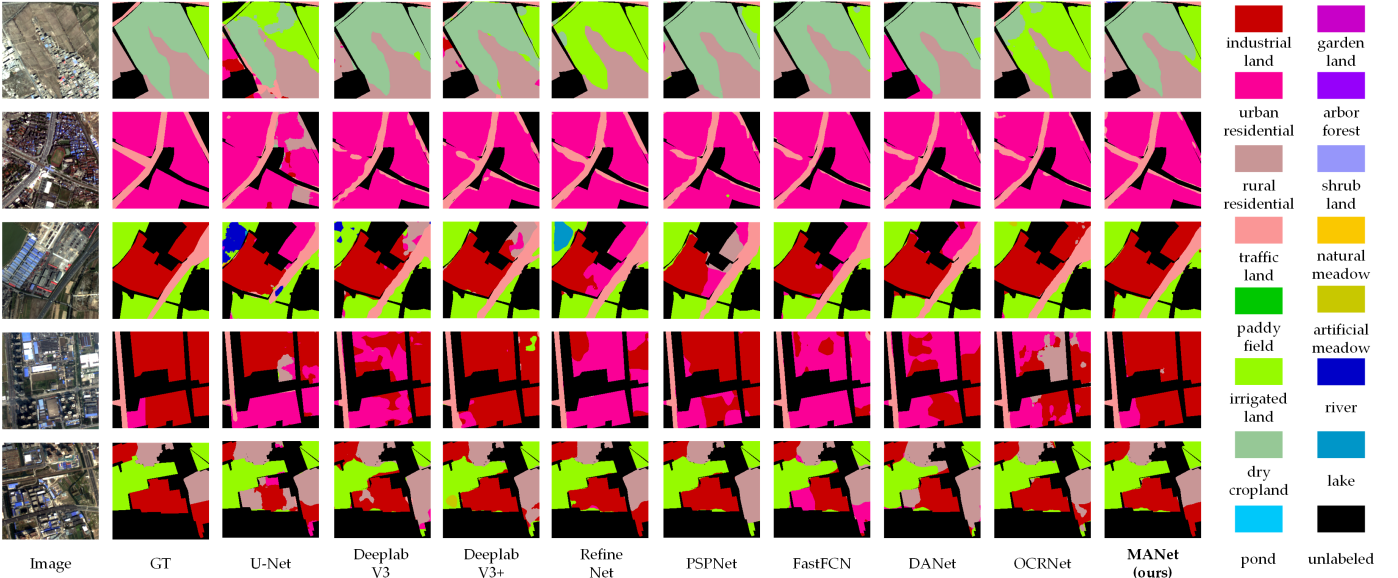 industrial land
garden land
urban residential
arbor forest
rural residential
shrub land
traffic land
natural meadow
paddy field
artificial meadow
irrigated land
river
dry cropland
lake
pond
unlabeled
Image
GT
U-Net
Deeplab V3
Deeplab V3+
Refine Net
PSPNet
FastFCN
DANet
OCRNet
MANet (ours)